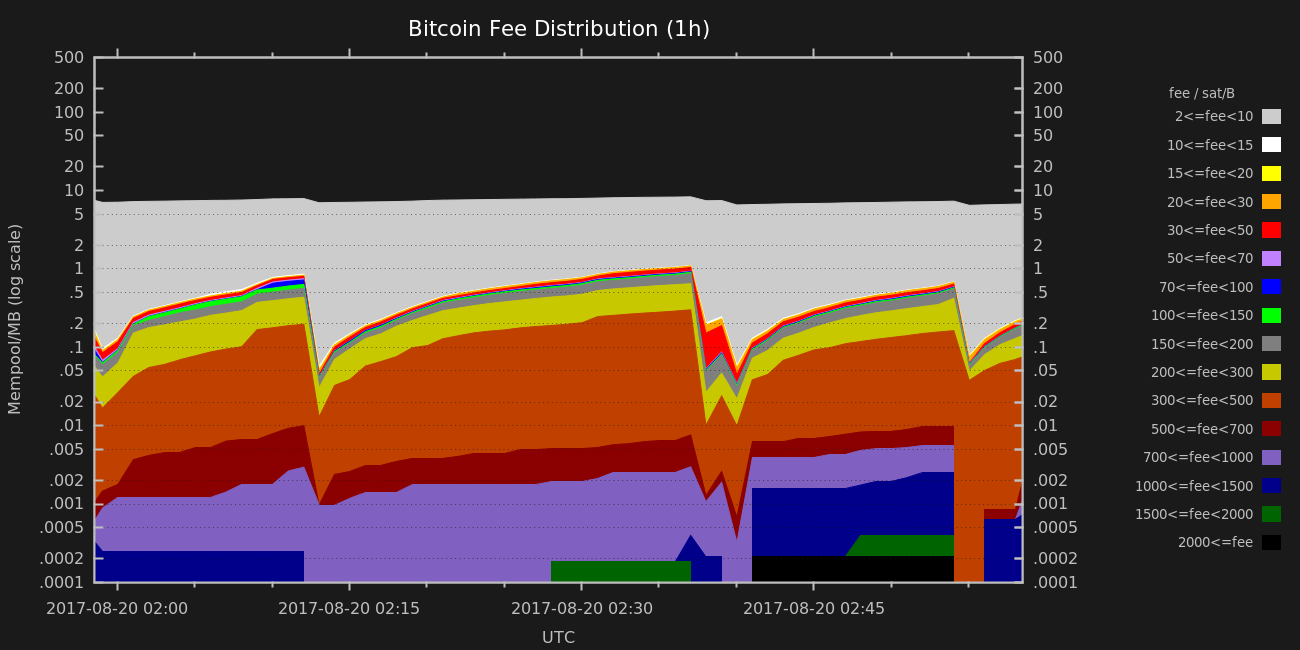 Bitcoin Fee Distribution (1h)
Mempool/MB (log scale)
500
200
100
50
20
10
5
2
1
.5
.2
.1
.05
.02
.01
.005
.002
.001
.0005
.0002
.0001
500
200
100
50
20
10
5
2
1
.5
.2
.1
.05
.02
.01
.005
.002
.001
.0005
.0002
.0001
2017-08-20 02:00
2017-08-20 02:15
2017-08-20 02:30
2017-08-20 02:45
UTC
fee / sat/B
2<=fee<10
10<=fee<15
15<=fee<20
20<=fee<30
30<=fee<50
50<=fee<70
70<=fee<100
100<=fee<150
150<=fee<200
200<=fee<300
300<=fee<500
500<=fee<700
700<=fee<1000
1000<=fee<1500
1500<=fee<2000
2000<=fee